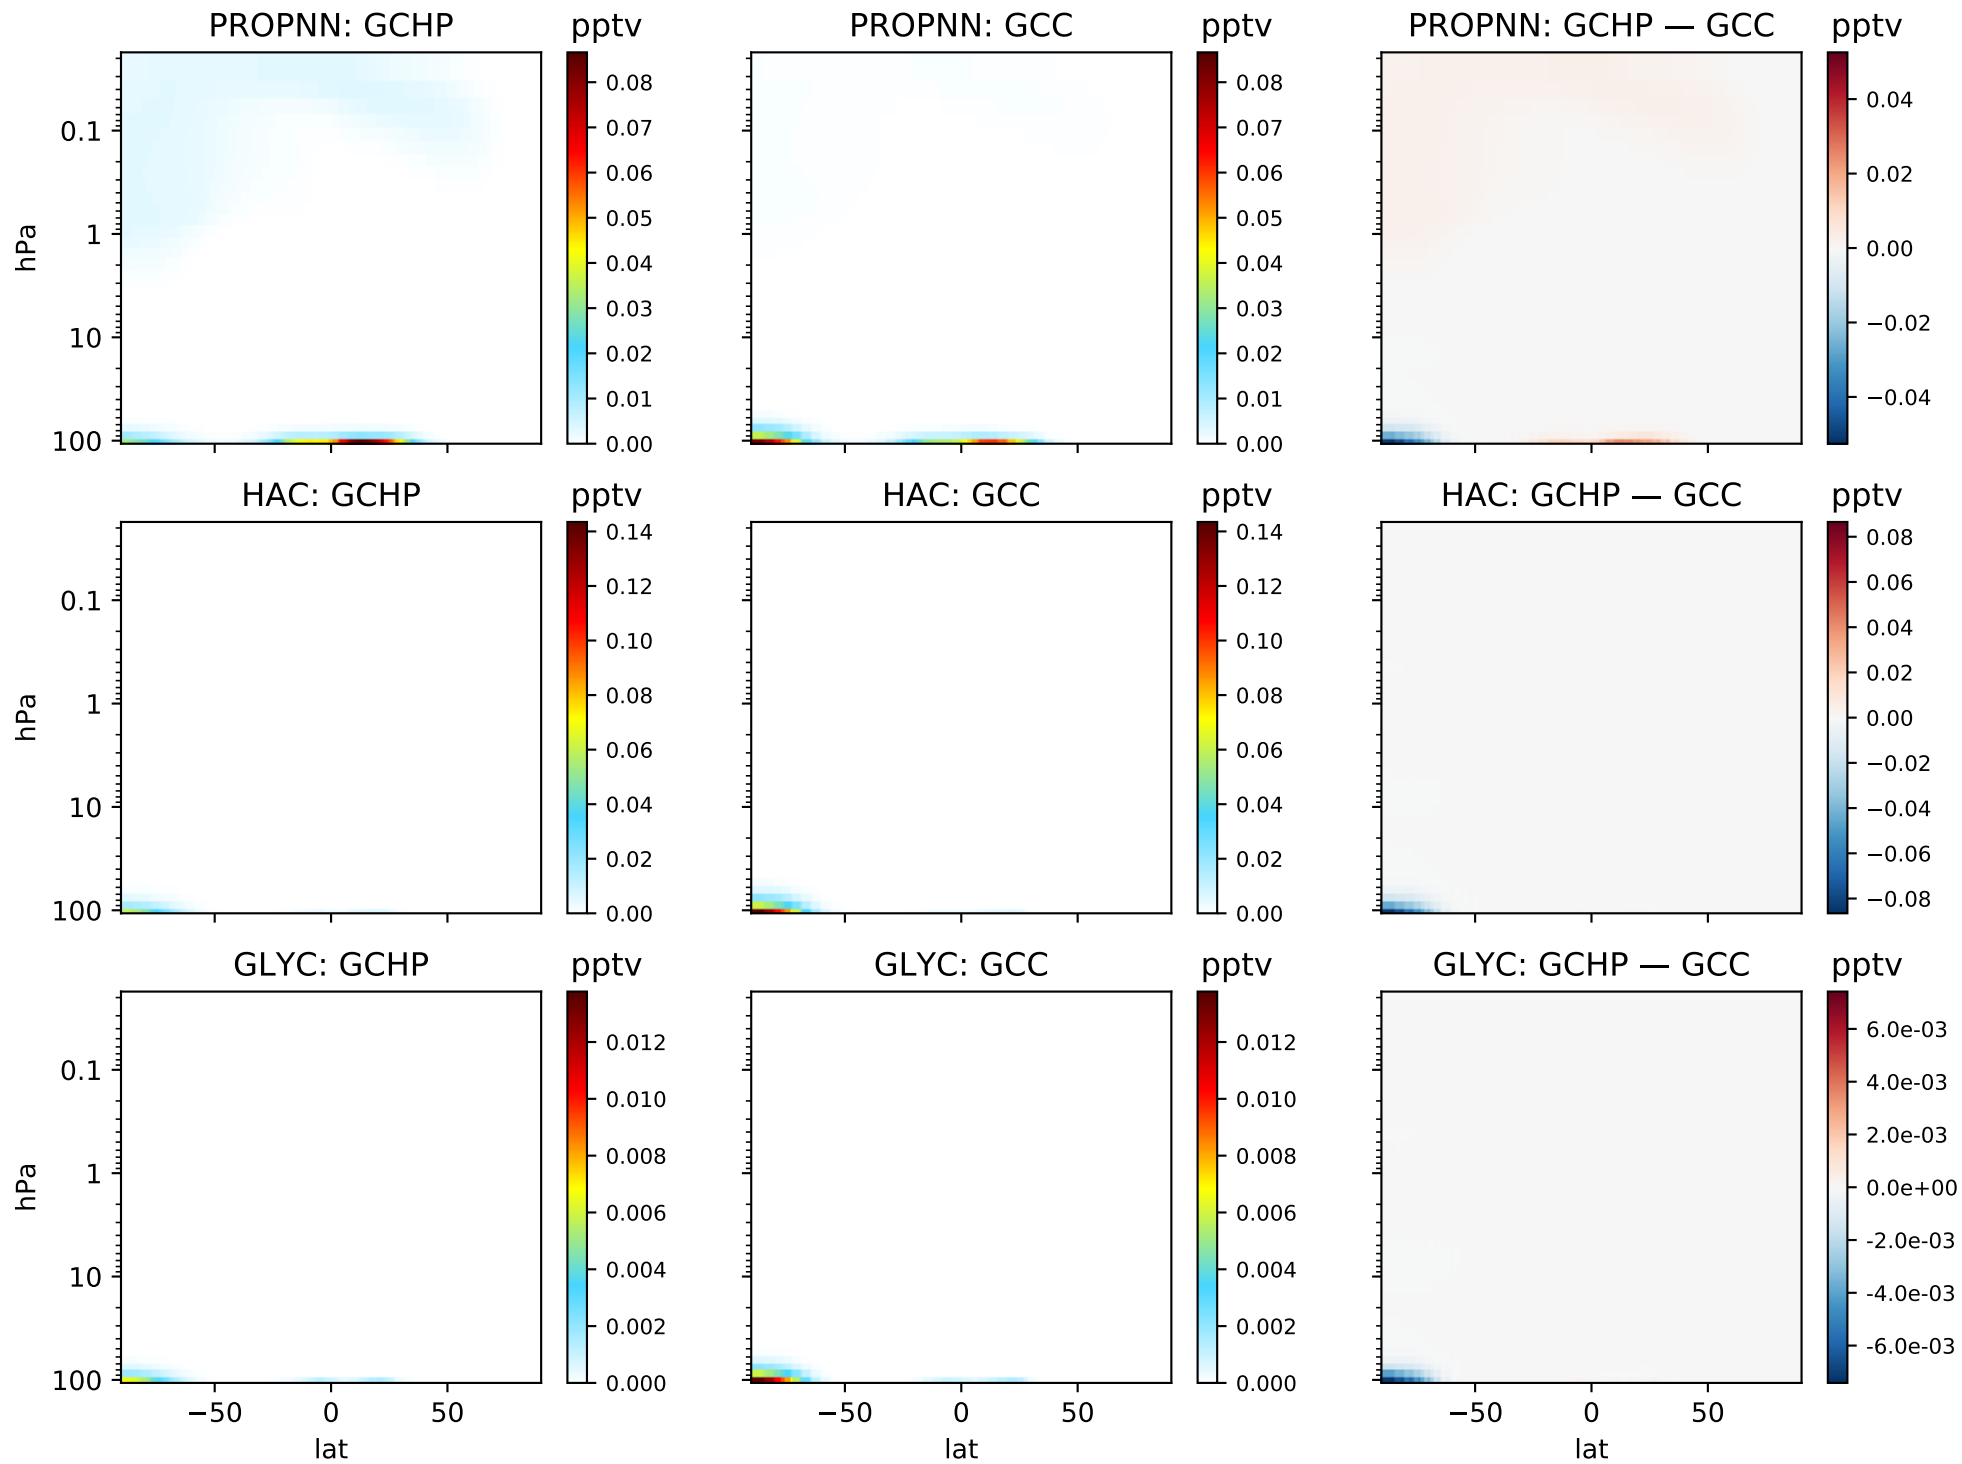 PROPNN: GCHP pptv PROPNN: GCC pptv PROPNN: GCHP — GCC pptv
0.08 0.08 0.04
0.1 0.07 0.07
0.06 0.06 0.02
0.05 0.05
hPa 1 0.04 0.04 0.00
0.03 0.03
10 0.02 0.02 −0.02
0.01 0.01 −0.04
100 0.00 0.00
HAC: GCHP pptv HAC: GCC pptv HAC: GCHP — GCC pptv
0.14 0.14 0.08
0.1 0.12 0.12 0.06
0.10 0.10 0.04
hPa 1 0.08 0.08 0.02
0.00
0.06 0.06 −0.02
10 0.04 0.04 −0.04
0.02 0.02 −0.06
100 0.00 0.00 −0.08
GLYC: GCHP pptv GLYC: GCC pptv GLYC: GCHP — GCC pptv
0.012 0.012 6.0e-03
0.1 0.010 0.010 4.0e-03
0.008 0.008 2.0e-03
hPa 1 0.006 0.006 0.0e+00
-2.0e-03
10 0.004 0.004 -4.0e-03
0.002 0.002 -6.0e-03
100 0.000 0.000
−50 0 50 −50 0 50 −50 0 50
lat lat lat